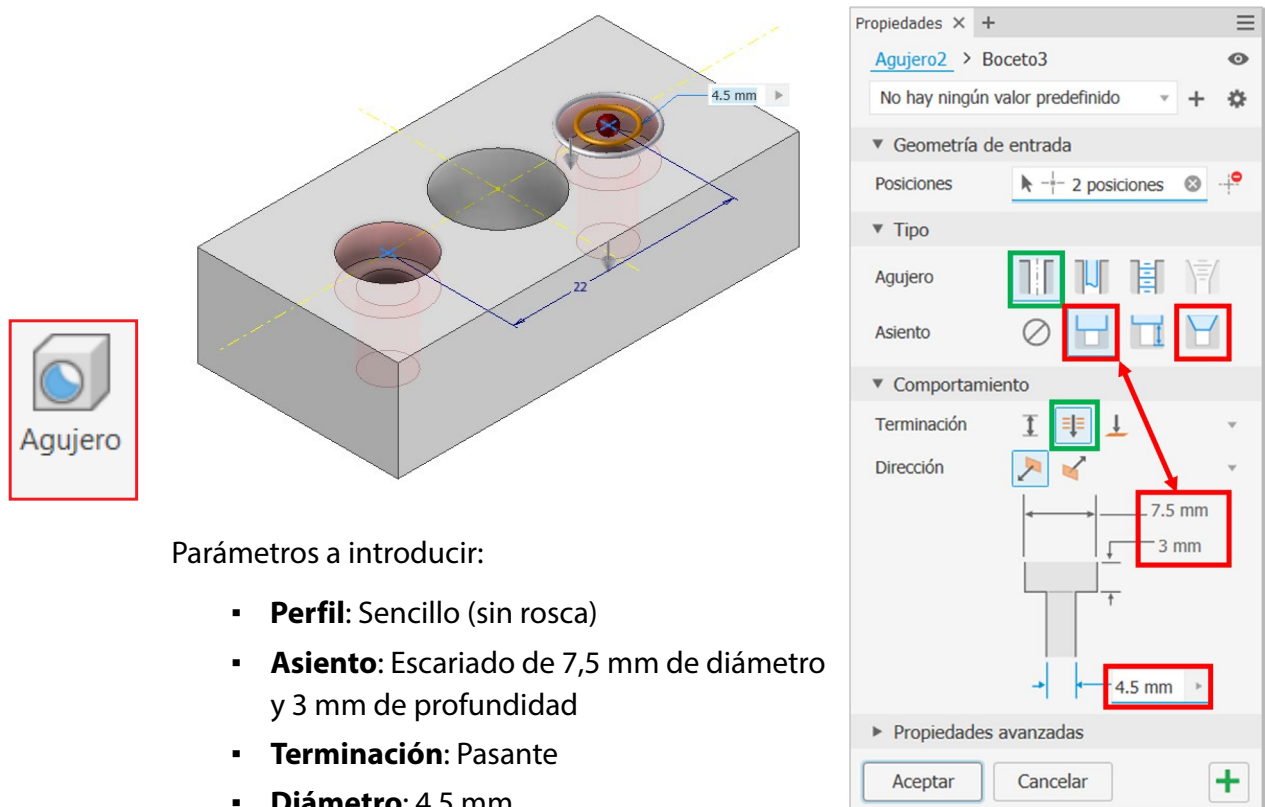 4.5 mm
22
Agujero
Parámetros a introducir:
▪ Perfil: Sencillo (sin rosca)
▪ Asiento: Escariado de 7,5 mm de diámetro
y 3 mm de profundidad
▪ Terminación: Pasante
▪ Diámetro: 4,5 mm
Propiedades × +
Agujero2 > Boceto3
No hay ningún valor predefinido
Geometría de entrada
Posiciones 2 posiciones
Tipo
Agujero
Asiento
Comportamiento
Terminación
Dirección
7.5 mm
3 mm
4.5 mm
Propiedades avanzadas
Aceptar Cancelar